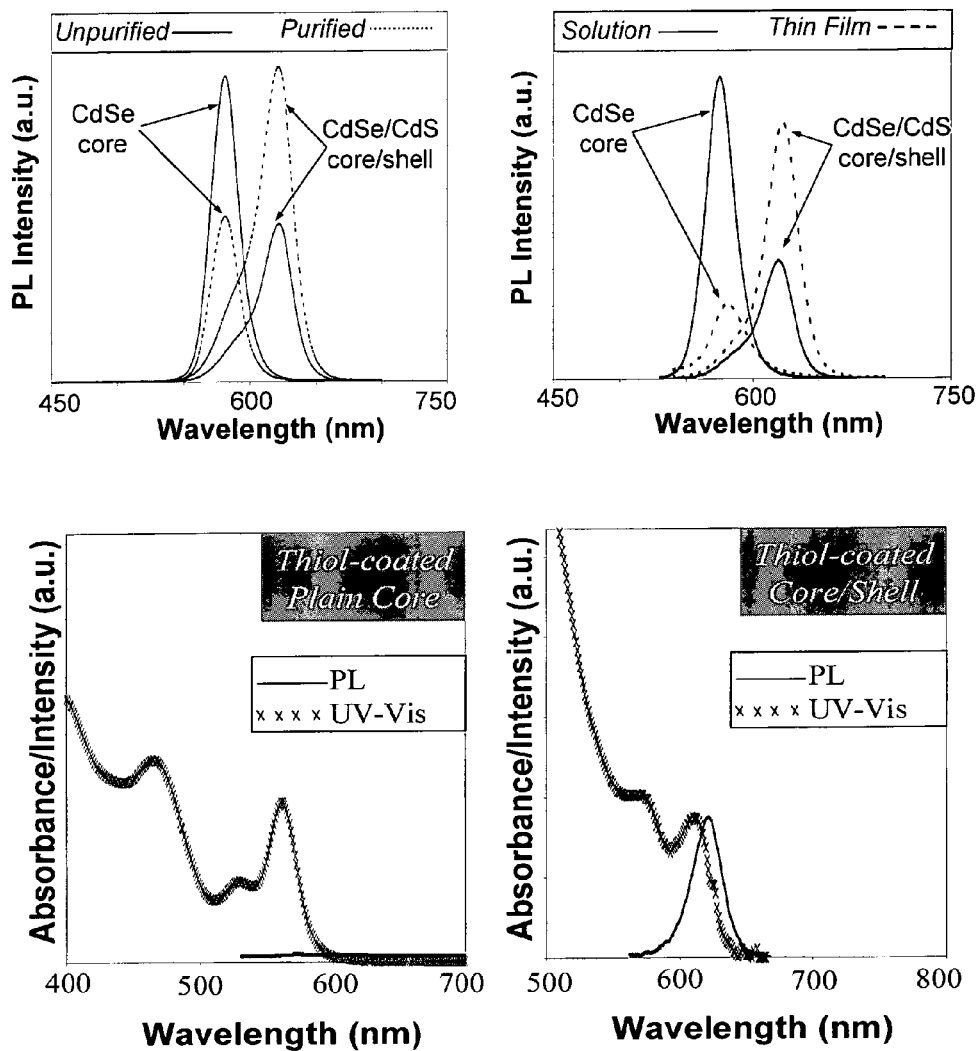 Unpurified Purified
CdSe
core
CdSe/CdS
core/shell
PL Intensity (a.u.)
450 600 750
Wavelength (nm)
Solution Thin Film
CdSe
core
CdSe/CdS
core/shell
PL Intensity (a.u.)
450 600 750
Wavelength (nm)
Thiol-coated
Plain Core
PL
UV-Vis
Absorbance/Intensity (a.u.)
400 500 600 700
Wavelength (nm)
Thiol-coated
Core/Shell
PL
UV-Vis
Absorbance/Intensity (a.u.)
500 600 700 800
Wavelength (nm)